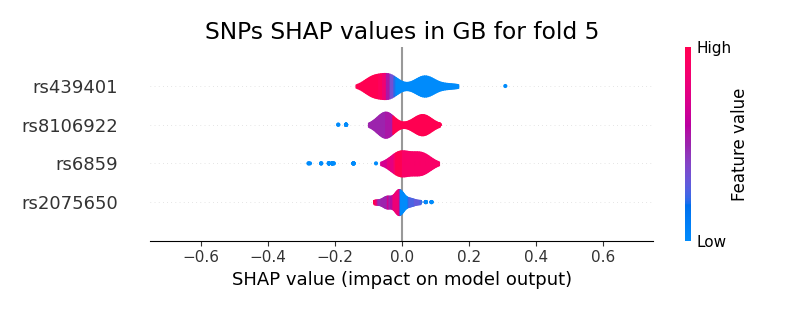 SNPs SHAP values in GB for fold 5
High
rs439401
rs8106922
rs6859
rs2075650
Feature value
Low
−0.6 −0.4 −0.2 0.0 0.2 0.4 0.6
SHAP value (impact on model output)